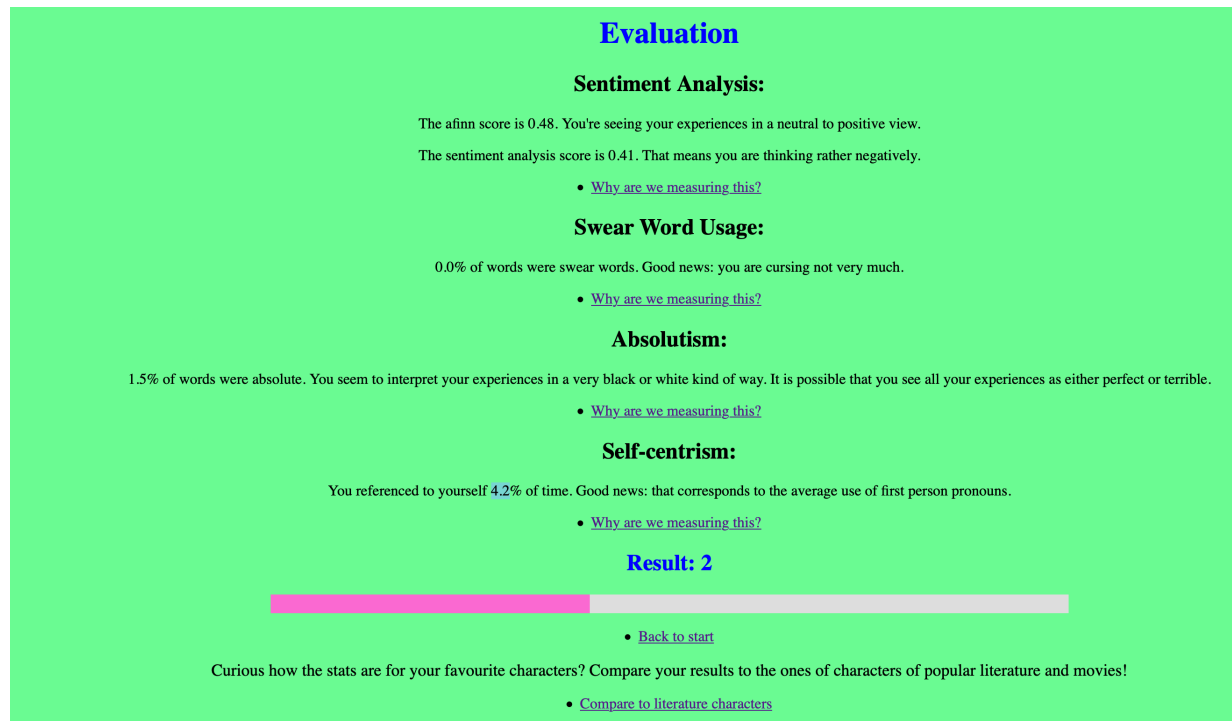 Evaluation
Sentiment Analysis:
The afinn score is 0.48. You're seeing your experiences in a neutral to positive view.
The sentiment analysis score is 0.41. That means you are thinking rather negatively.
• Why are we measuring this?
Swear Word Usage:
0.0% of words were swear words. Good news: you are cursing not very much.
• Why are we measuring this?
Absolutism:
1.5% of words were absolute. You seem to interpret your experiences in a very black or white kind of way. It is possible that you see all your experiences as either perfect or terrible.
• Why are we measuring this?
Self-centrism:
You referenced to yourself 4.2% of time. Good news: that corresponds to the average use of first person pronouns.
• Why are we measuring this?
Result: 2
• Back to start
Curious how the stats are for your favourite characters? Compare your results to the ones of characters of popular literature and movies!
• Compare to literature characters